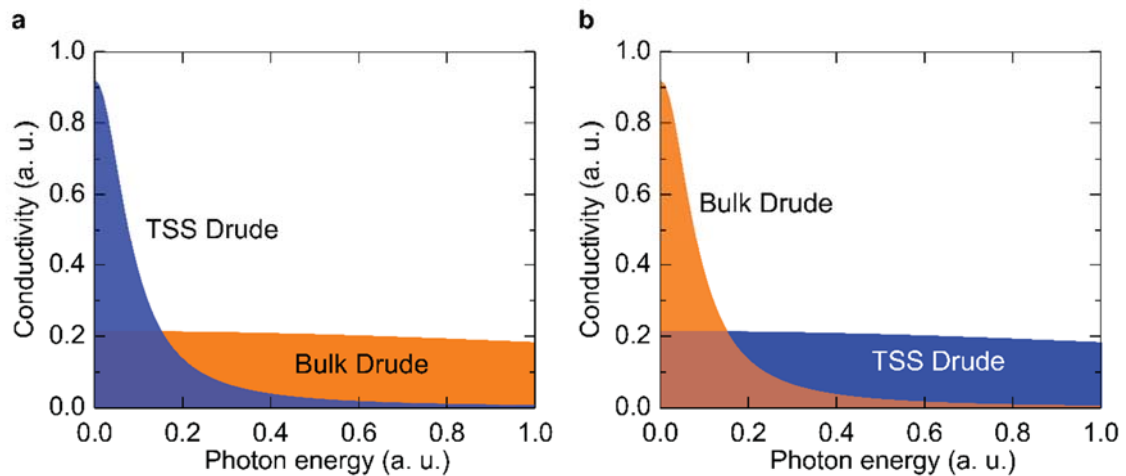 a
1.0
0.8
0.6
0.4
0.2
0.0
Conductivity (a. u.)
TSS Drude
Bulk Drude
0.0 0.2 0.4 0.6 0.8 1.0
Photon energy (a. u.)
b
1.0
0.8
0.6
0.4
0.2
0.0
Conductivity (a. u.)
Bulk Drude
TSS Drude
0.0 0.2 0.4 0.6 0.8 1.0
Photon energy (a. u.)